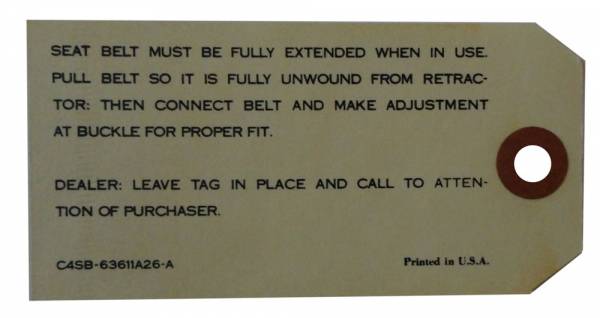 SEAT BELT MUST BE FULLY EXTENDED WHEN IN USE.
PULL BELT SO IT IS FULLY UNWOUND FROM RETRAC-
TOR: THEN CONNECT BELT AND MAKE ADJUSTMENT
AT BUCKLE FOR PROPER FIT.
DEALER: LEAVE TAG IN PLACE AND CALL TO ATTEN-
TION OF PURCHASER.
C4SB-63611A26-A
Printed in U.S.A.